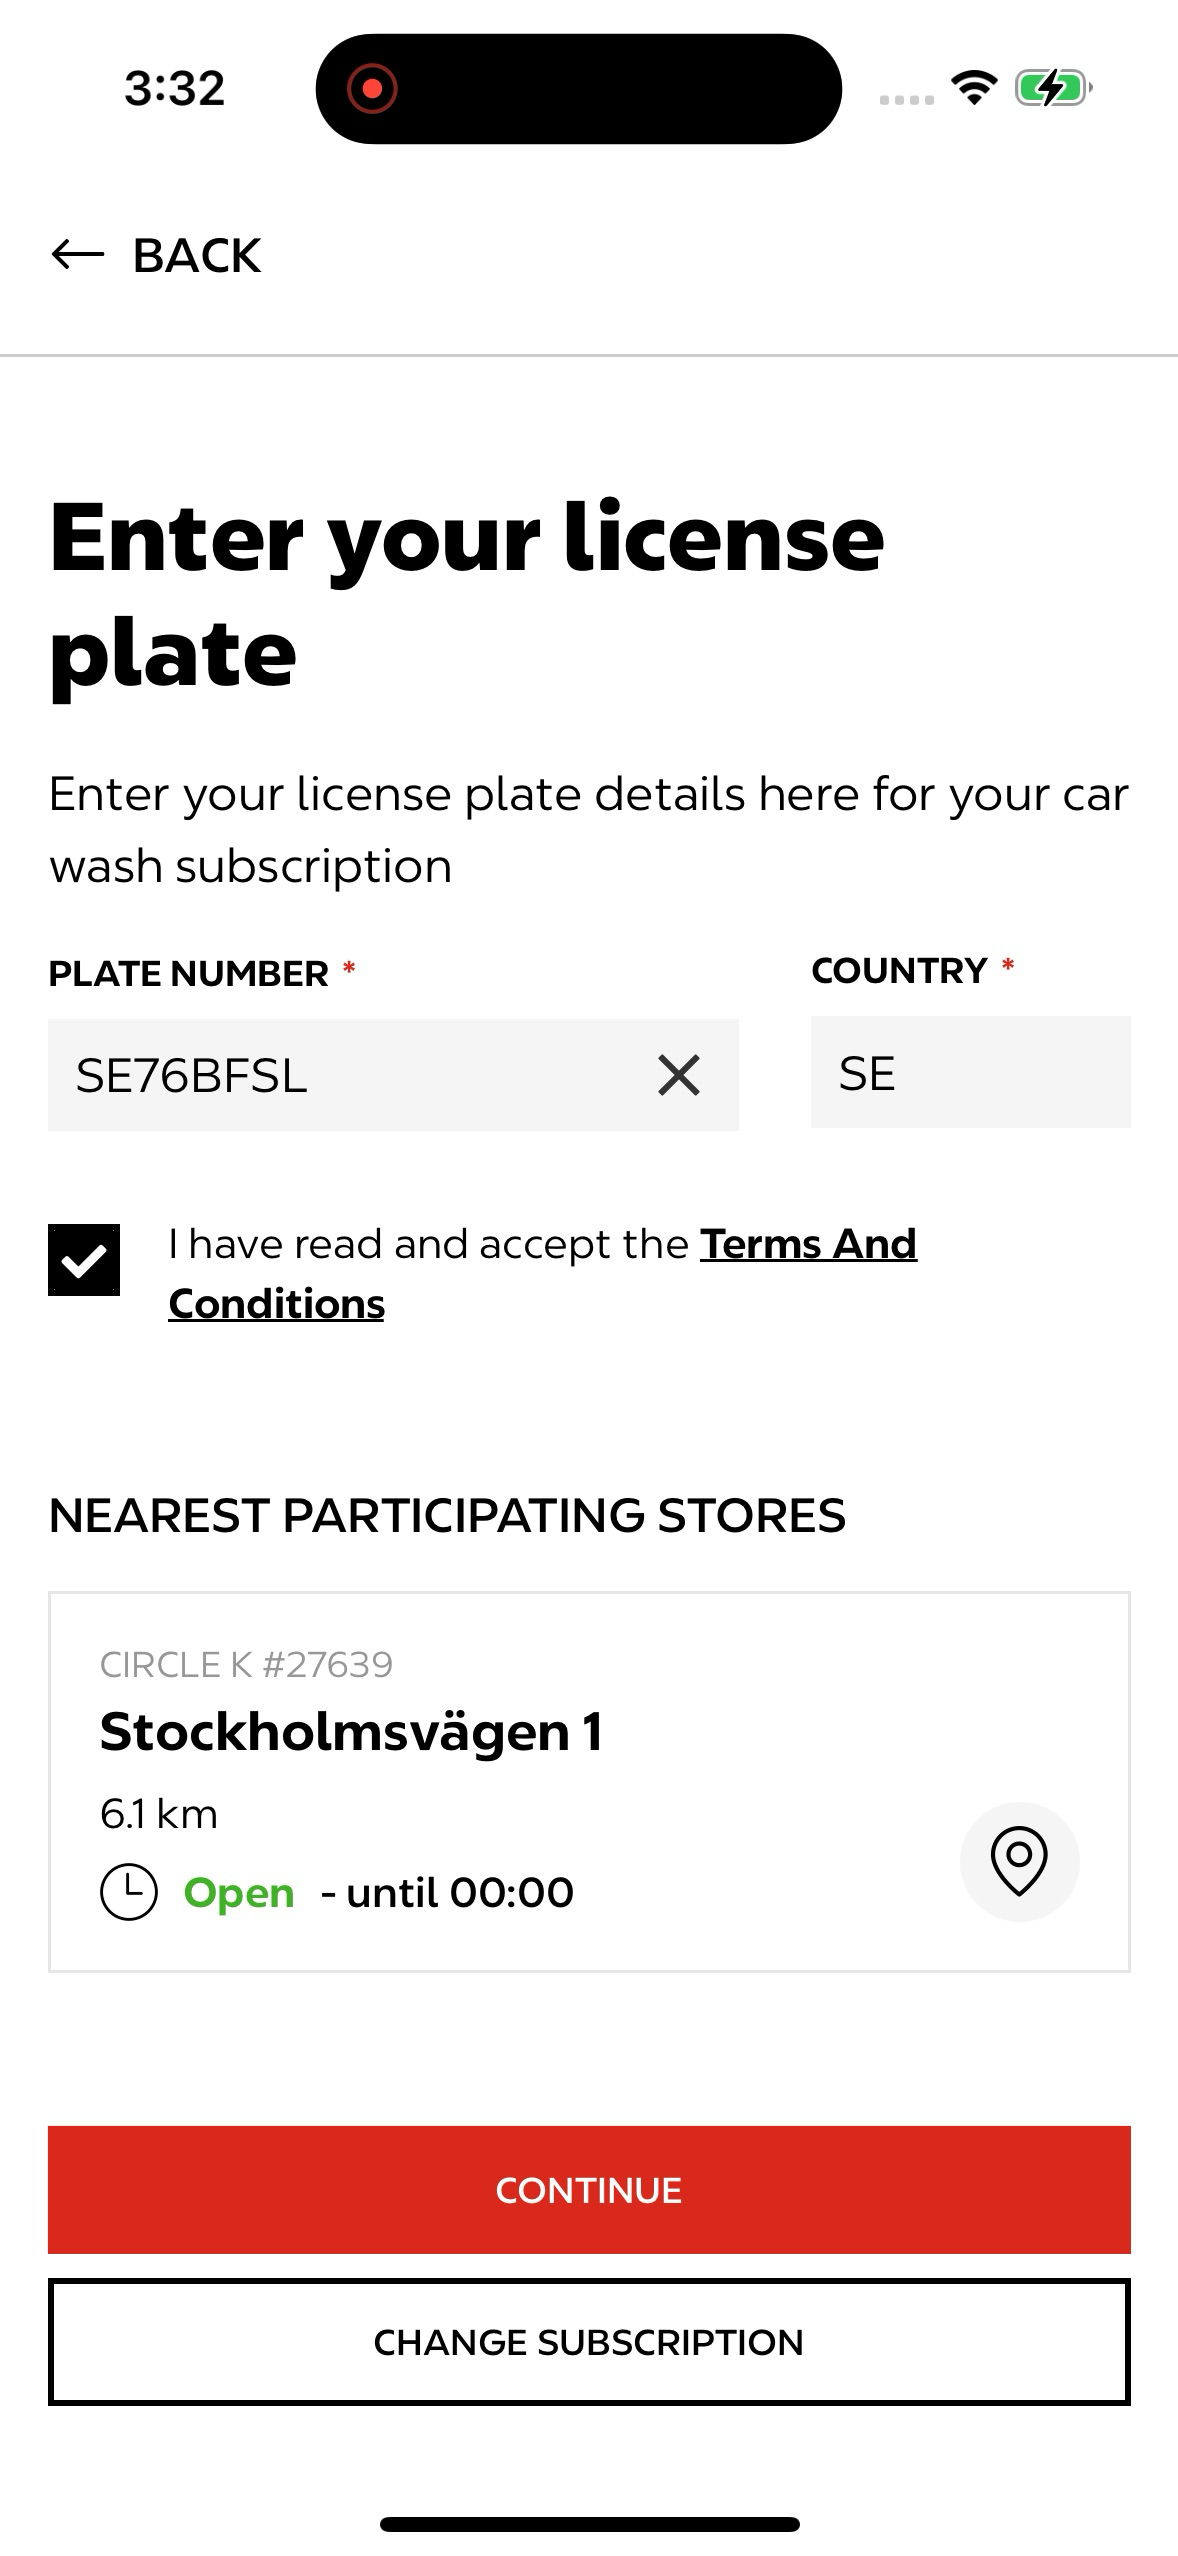 3:32
BACK
Enter your license
plate
Enter your license plate details here for your car
wash subscription
PLATE NUMBER *
COUNTRY *
SE76BFSL
SE
I have read and accept the Terms And
Conditions
NEAREST PARTICIPATING STORES
CIRCLE K #27639
Stockholmsvägen 1
6.1 km
Open - until 00:00
CONTINUE
CHANGE SUBSCRIPTION